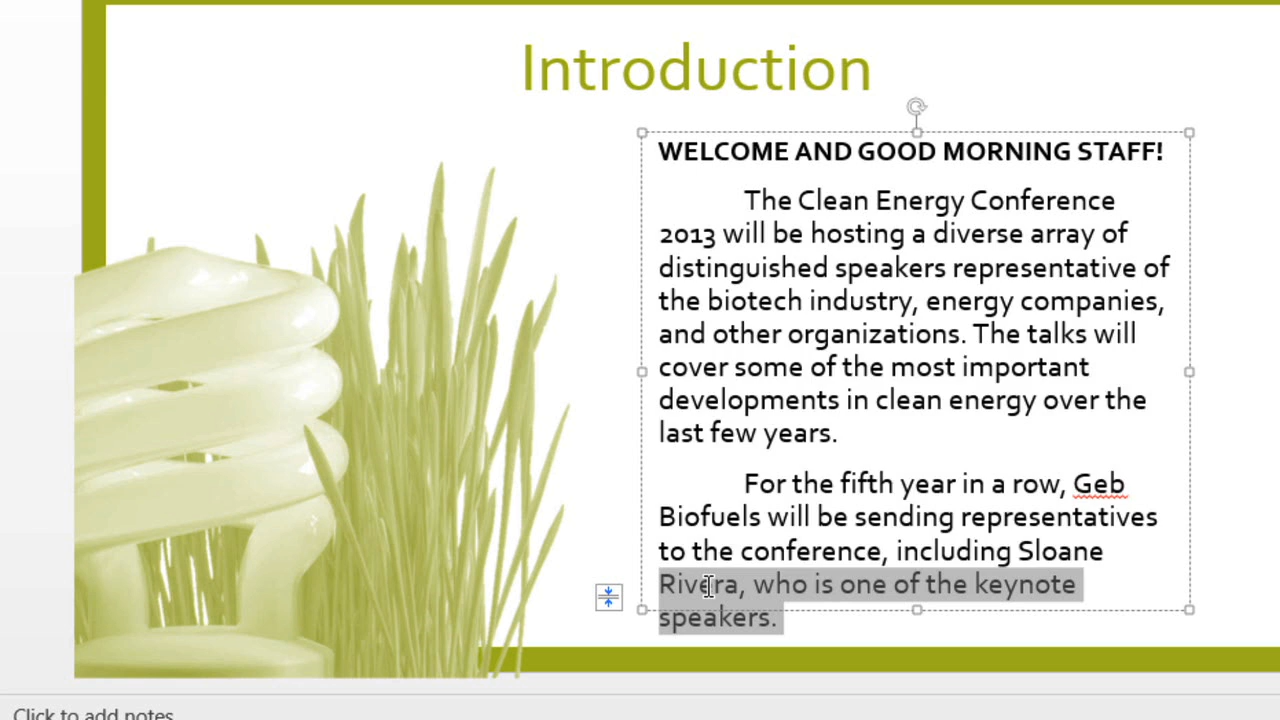 Introduction
WELCOME AND GOOD MORNING STAFF!
The Clean Energy Conference
2013 will be hosting a diverse array of
distinguished speakers representative of
the biotech industry, energy companies,
and other organizations. The talks will
cover some of the most important
developments in clean energy over the
last few years.
For the fifth year in a row, Geb
Biofuels will be sending representatives
to the conference, including Sloane
Rivera, who is one of the keynote
speakers.
Click to add notes